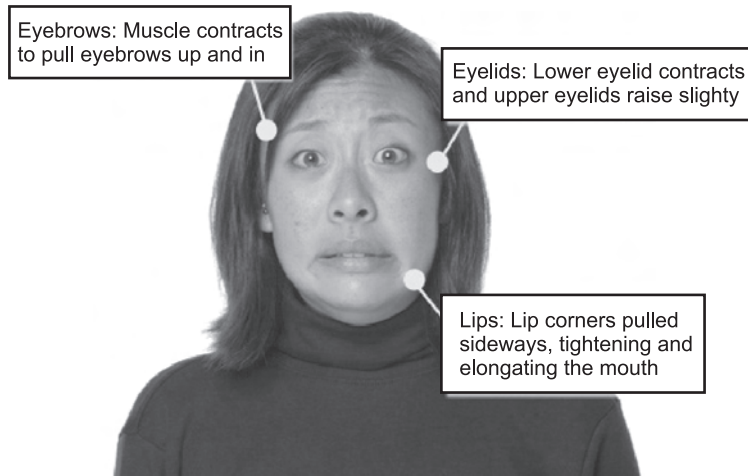 Eyebrows: Muscle contracts
to pull eyebrows up and in
Eyelids: Lower eyelid contracts
and upper eyelids raise slighty
Lips: Lip corners pulled
sideways, tightening and
elongating the mouth